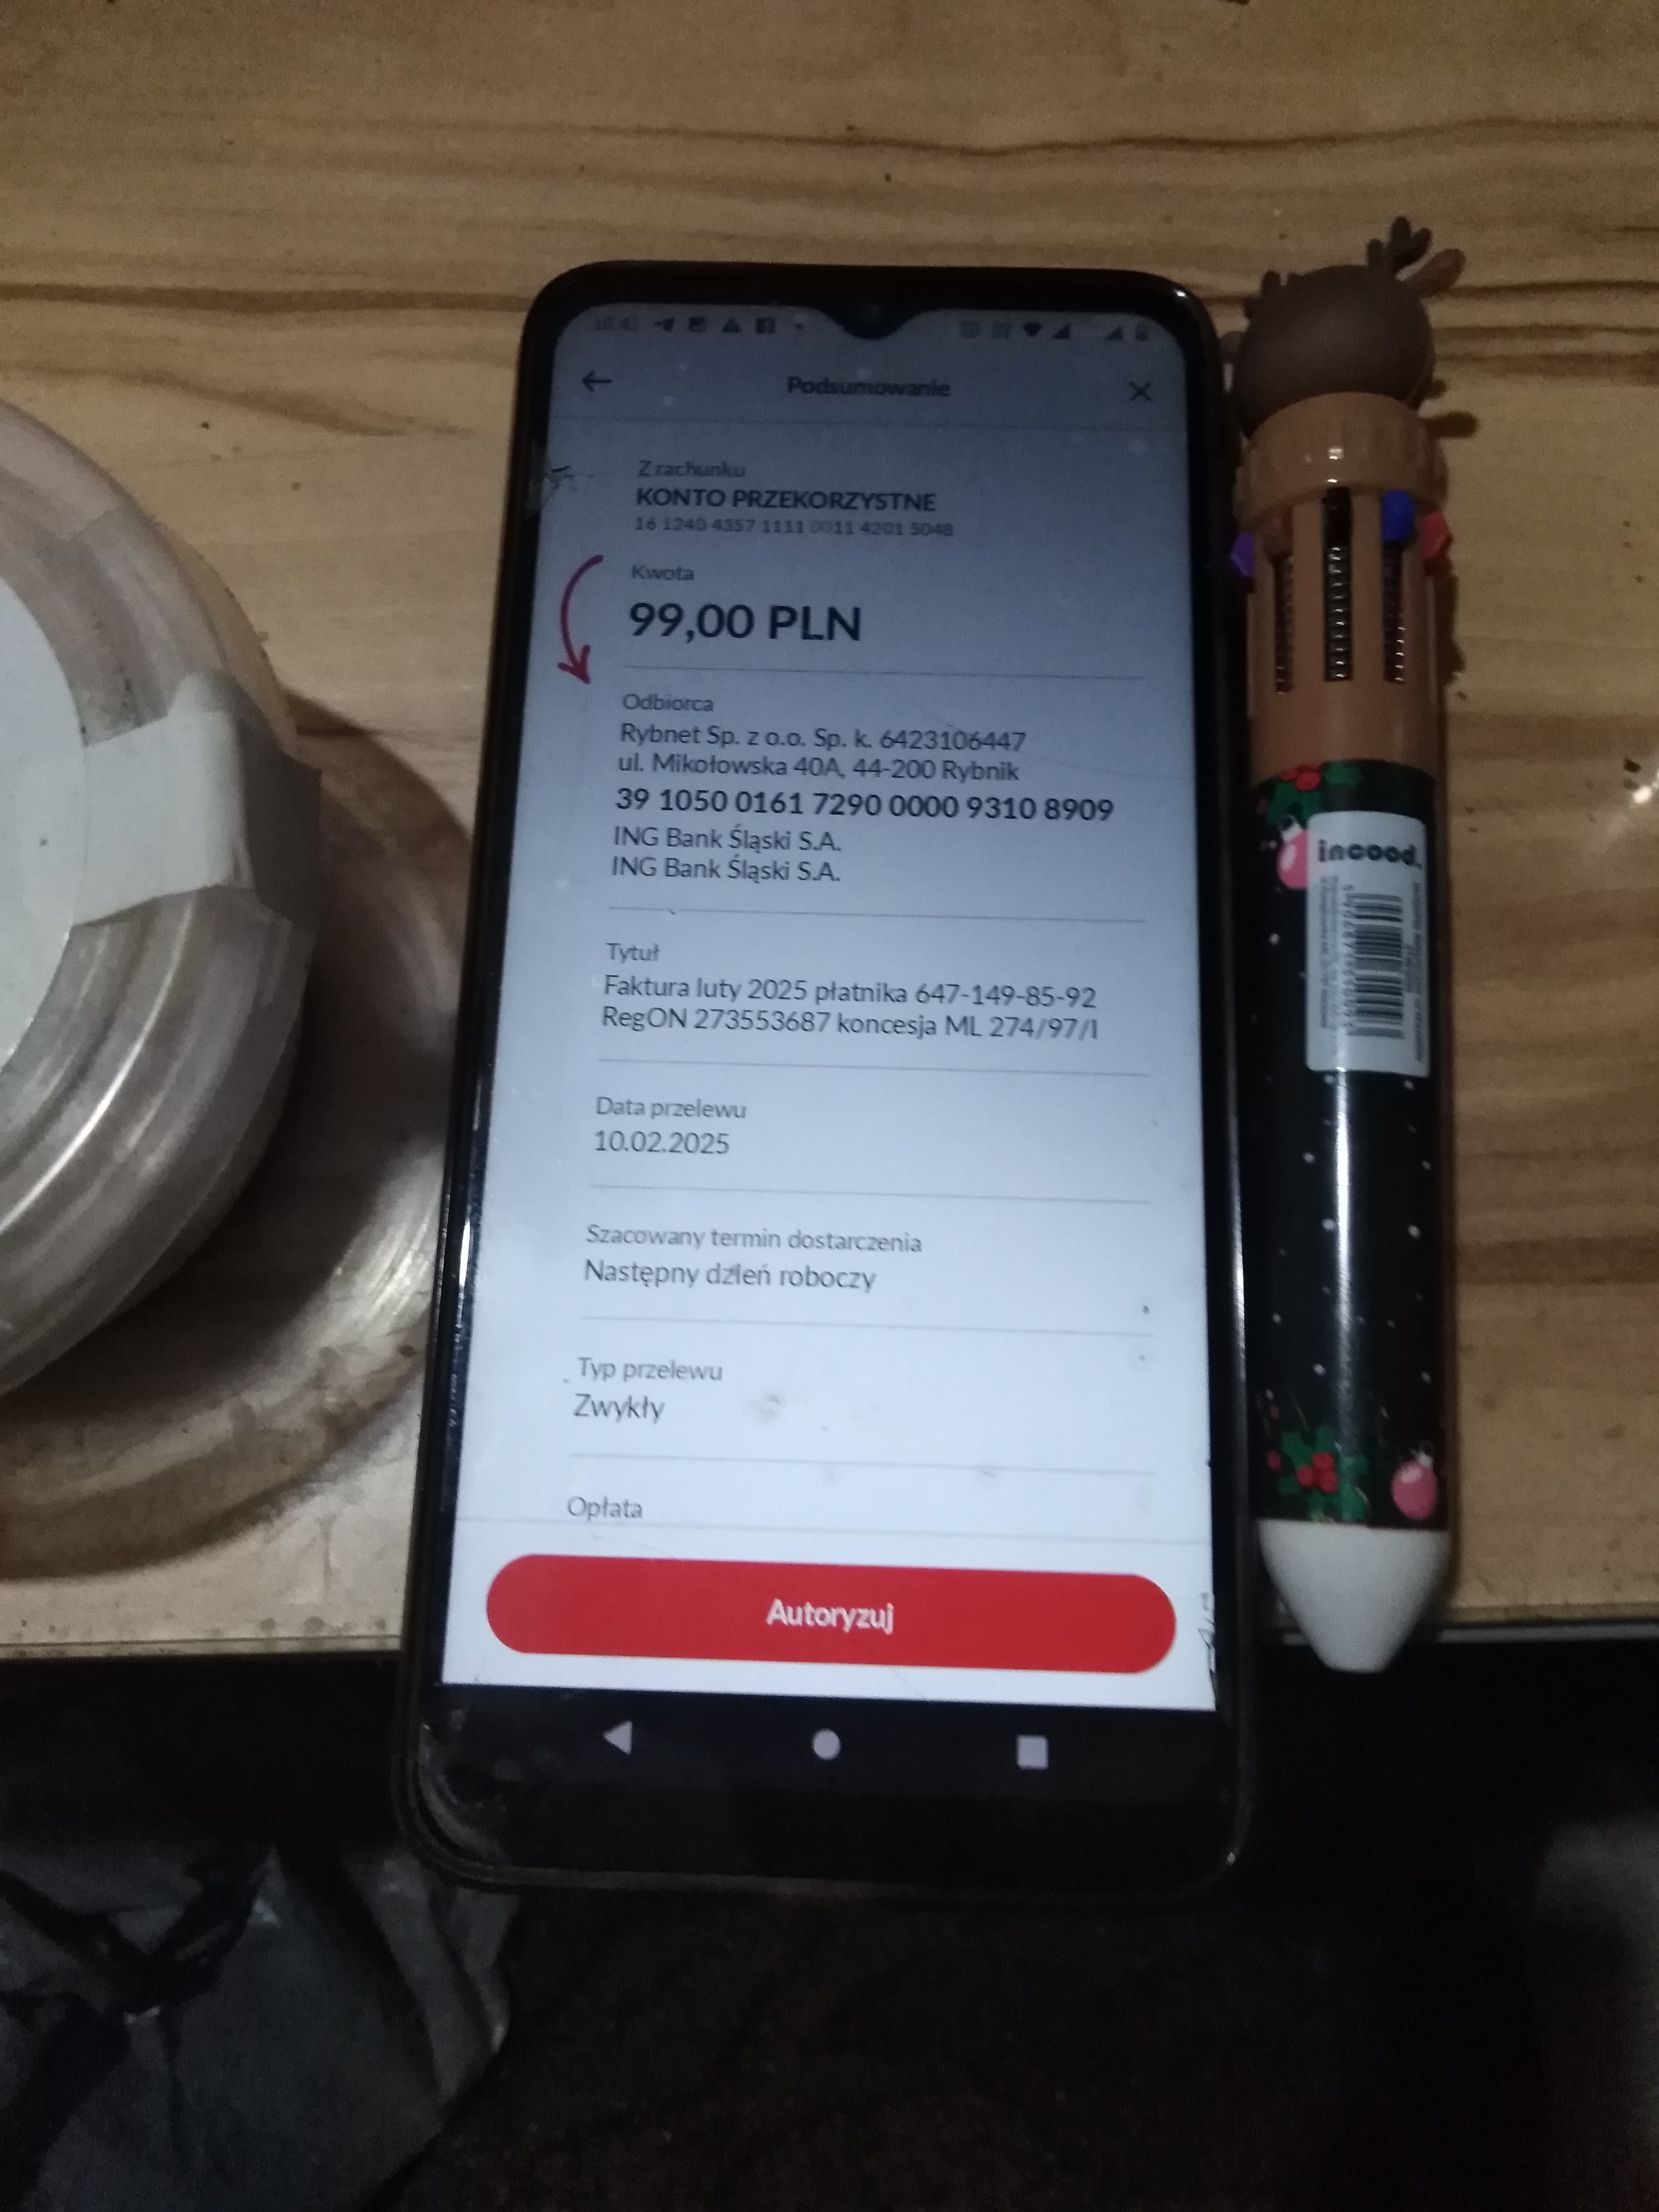 18:41
Podsumowanie
Z rachunku
KONTO PRZEKORZYSTNE
16 1240 4357 1111 0011 4201 5048
Kwota
99,00 PLN
Odbiorca
Rybnet Sp. z o.o. Sp. k. 6423106447
ul. Mikołowska 40A, 44-200 Rybnik
39 1050 0161 7290 0000 9310 8909
ING Bank Śląski S.A.
ING Bank Śląski S.A.
Tytuł
Faktura luty 2025 płatnika 647-149-85-92
RegON 273553687 koncesja ML 274/97/I
Data przelewu
10.02.2025
Szacowany termin dostarczenia
Następny dzień roboczy
Typ przelewu
Zwykły
Opłata
Autoryzuj
incood.